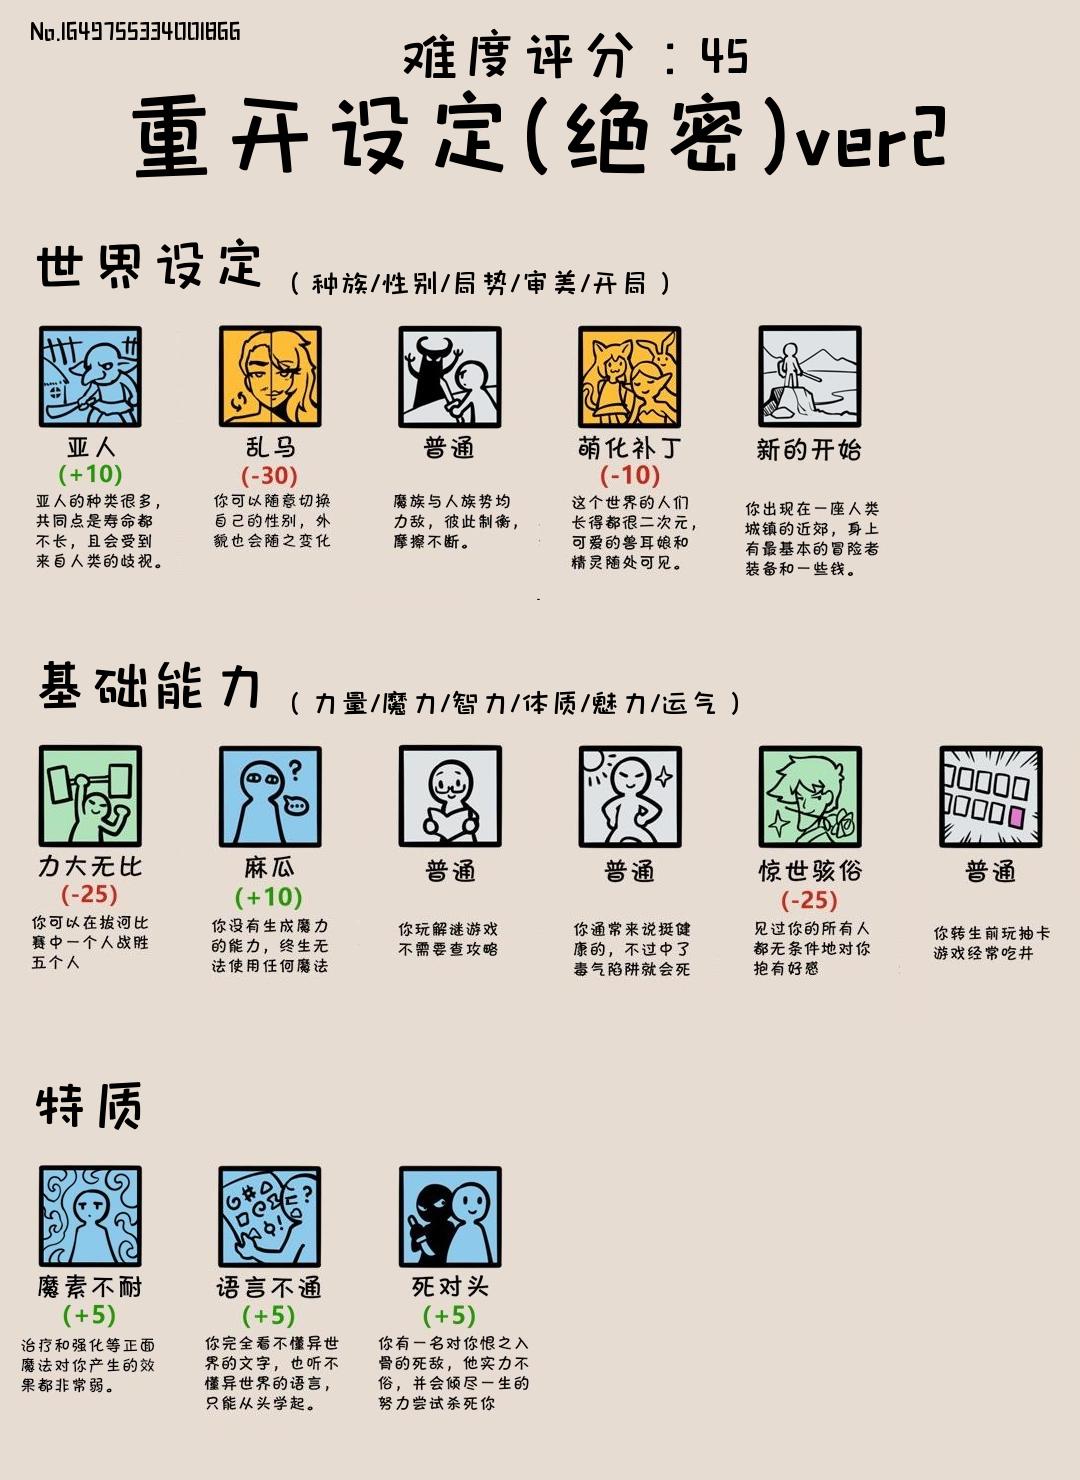 No.1649755334001866
难度评分：45
重开设定(绝密)ver2
世界设定（种族/性别/局势/审美/开局）
亚人
(+10)
亚人的种类很多，
共同点是寿命都
不长，且会受到
来自人类的歧视。
乱马
(-30)
你可以随意切换
自己的性别，外
貌也会随之变化
普通
魔族与人族势均
力敌，彼此制衡，
摩擦不断。
萌化补丁
(-10)
这个世界的人们
长得都很二次元，
可爱的兽耳娘和
精灵随处可见。
新的开始
你出现在一座人类
城镇的近郊，身上
有最基本的冒险者
装备和一些钱。
基础能力（力量/魔力/智力/体质/魅力/运气）
力大无比
(-25)
你可以在拔河比
赛中一个人战胜
五个人
麻瓜
(+10)
你没有生成魔力
的能力，终生无
法使用任何魔法
普通
你玩解谜游戏
不需要查攻略
普通
你通常来说挺健
康的，不过中了
毒气陷阱就会死
惊世骇俗
(-25)
见过你的所有人
都无条件地对你
抱有好感
普通
你转生前玩抽卡
游戏经常吃井
特质
魔素不耐
(+5)
治疗和强化等正面
魔法对你产生的效
果都非常弱。
语言不通
(+5)
你完全看不懂异世
界的文字，也听不
懂异世界的语言，
只能从头学起。
死对头
(+5)
你有一名对你恨之入
骨的死敌，他实力不
俗，并会倾尽一生的
努力尝试杀死你